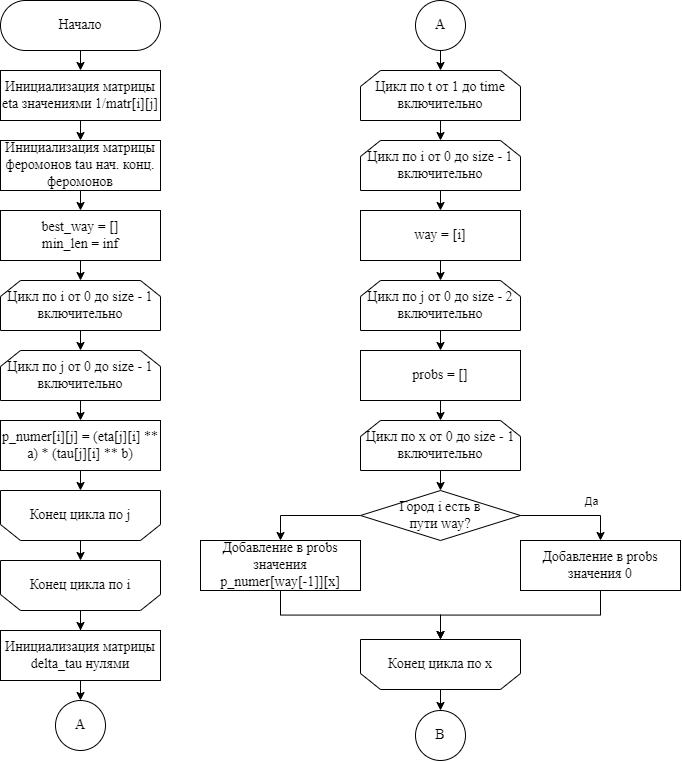 Начало
Инициализация матрицы
eta значениями 1/matr[i][j]
Инициализация матрицы
феромонов tau нач. конц.
феромонов
best_way = []
min_len = inf
Цикл по i от 0 до size - 1
включительно
Цикл по j от 0 до size - 1
включительно
p_numer[i][j] = (eta[j][i] **
a) * (tau[j][i] ** b)
Конец цикла по j
Конец цикла по i
Инициализация матрицы
delta_tau нулями
A
A
Цикл по t от 1 до time
включительно
Цикл по i от 0 до size - 1
включительно
way = [i]
Цикл по j от 0 до size - 2
включительно
probs = []
Цикл по x от 0 до size - 1
включительно
Город i есть в
пути way?
Да
Добавление в probs
значения
p_numer[way[-1]][x]
Добавление в probs
значения 0
Конец цикла по x
B